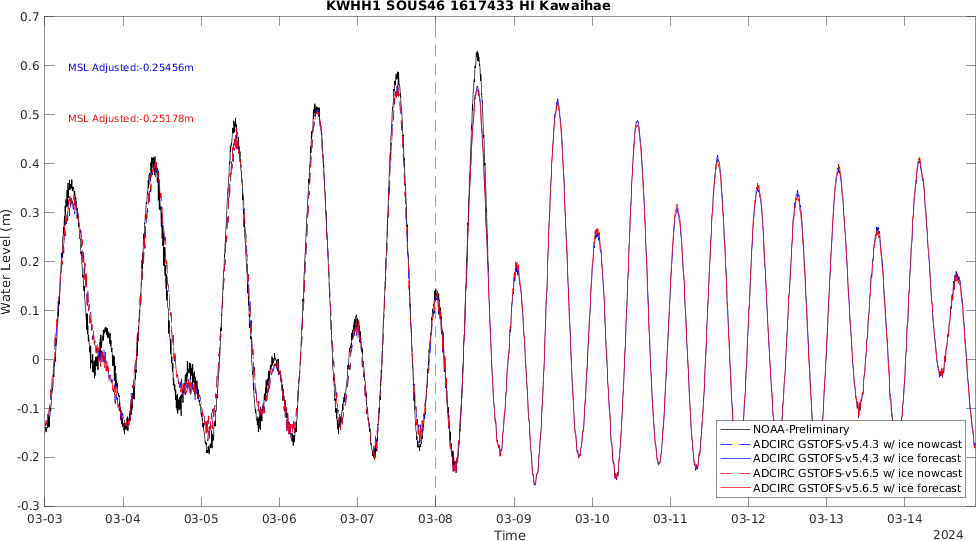 KWHH1 SOUS46 1617433 HI Kawaihae
0.7
0.6
0.5
0.4
0.3
0.2
0.1
0
-0.1
-0.2
-0.3
Water Level (m)
MSL Adjusted:-0.25456m
MSL Adjusted:-0.25178m
NOAA-Preliminary
ADCIRC GSTOFS-v5.4.3 w/ ice nowcast
ADCIRC GSTOFS-v5.4.3 w/ ice forecast
ADCIRC GSTOFS-v5.6.5 w/ ice nowcast
ADCIRC GSTOFS-v5.6.5 w/ ice forecast
03-03 03-04 03-05 03-06 03-07 03-08 03-09 03-10 03-11 03-12 03-13 03-14
Time
2024